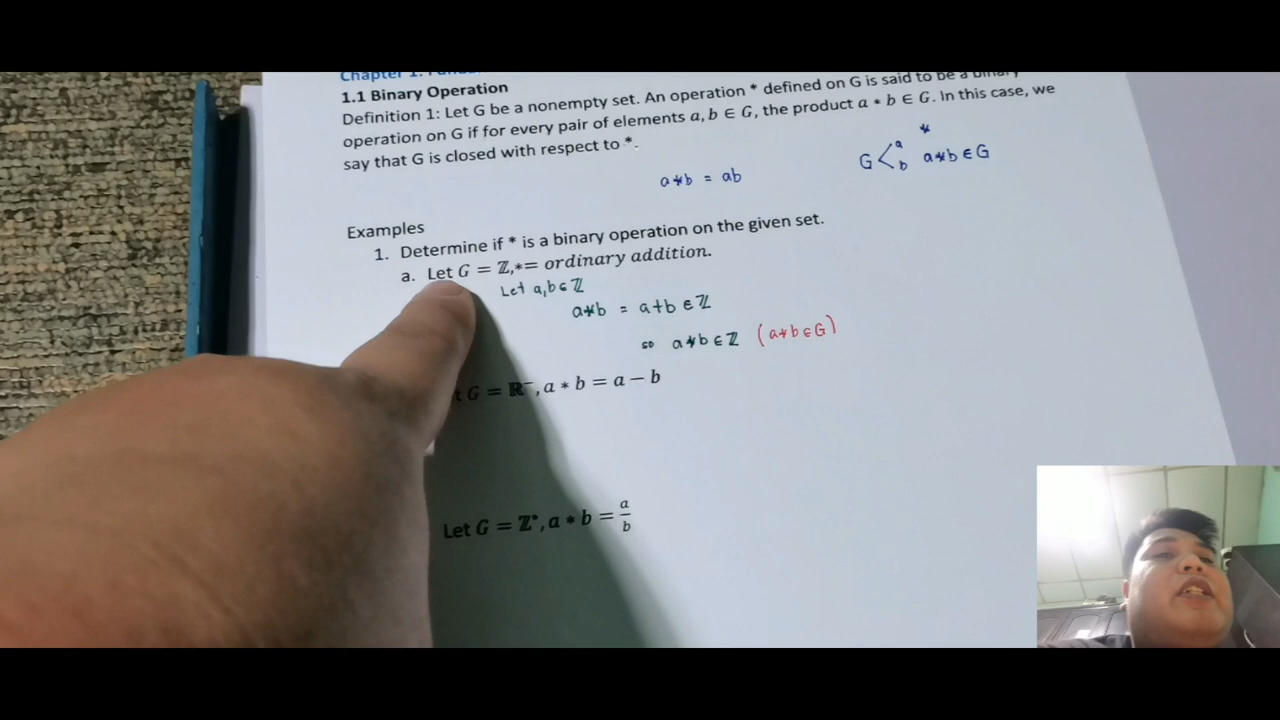 Chapter 1:
1.1 Binary Operation
Definition 1: Let G be a nonempty set. An operation * defined on G is said to be a binary
operation on G if for every pair of elements a, b ∈ G, the product a * b ∈ G. In this case, we
say that G is closed with respect to *.
a*b = ab
*
G < a b a*b ∈ G
Examples
1. Determine if * is a binary operation on the given set.
a. Let G = ℤ,*= ordinary addition.
Let a,b ∈ ℤ
a*b = a+b ∈ ℤ
so a*b ∈ ℤ (a*b ∈ G)
G = ℝ⁻, a * b = a − b
Let G = ℤ*, a * b = a/b